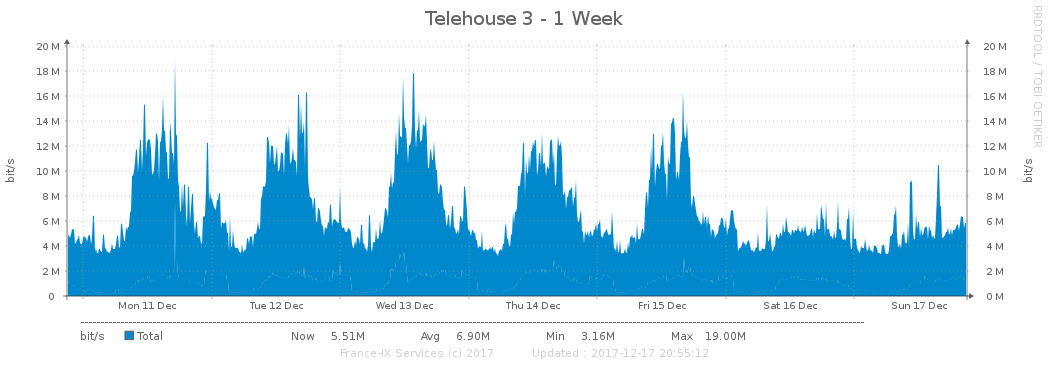 Telehouse 3 - 1 Week
RRDTOOL / TOBI OETIKER
20 M 20 M
18 M 18 M
16 M 16 M
14 M 14 M
12 M 12 M
10 M 10 M
8 M 8 M
6 M 6 M
4 M 4 M
2 M 2 M
0 0 M
bit/s bit/s
Mon 11 Dec Tue 12 Dec Wed 13 Dec Thu 14 Dec Fri 15 Dec Sat 16 Dec Sun 17 Dec
bit/s Total Now 5.51M Avg 6.90M Min 3.16M Max 19.00M
France-IX Services (c) 2017 Updated : 2017-12-17 20:55:12